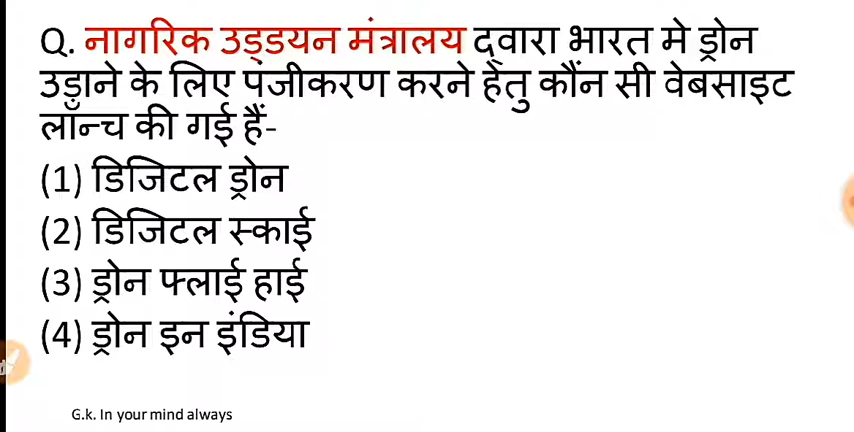 Q. नागरिक उड्डयन मंत्रालय द्वारा भारत मे ड्रोन
उड़ाने के लिए पंजीकरण करने हेतु कौंन सी वेबसाइट
लॉंन्च की गई हैं-
(1) डिजिटल ड्रोन
(2) डिजिटल स्काई
(3) ड्रोन फ्लाई हाई
(4) ड्रोन इन इंडिया
G.k. In your mind always